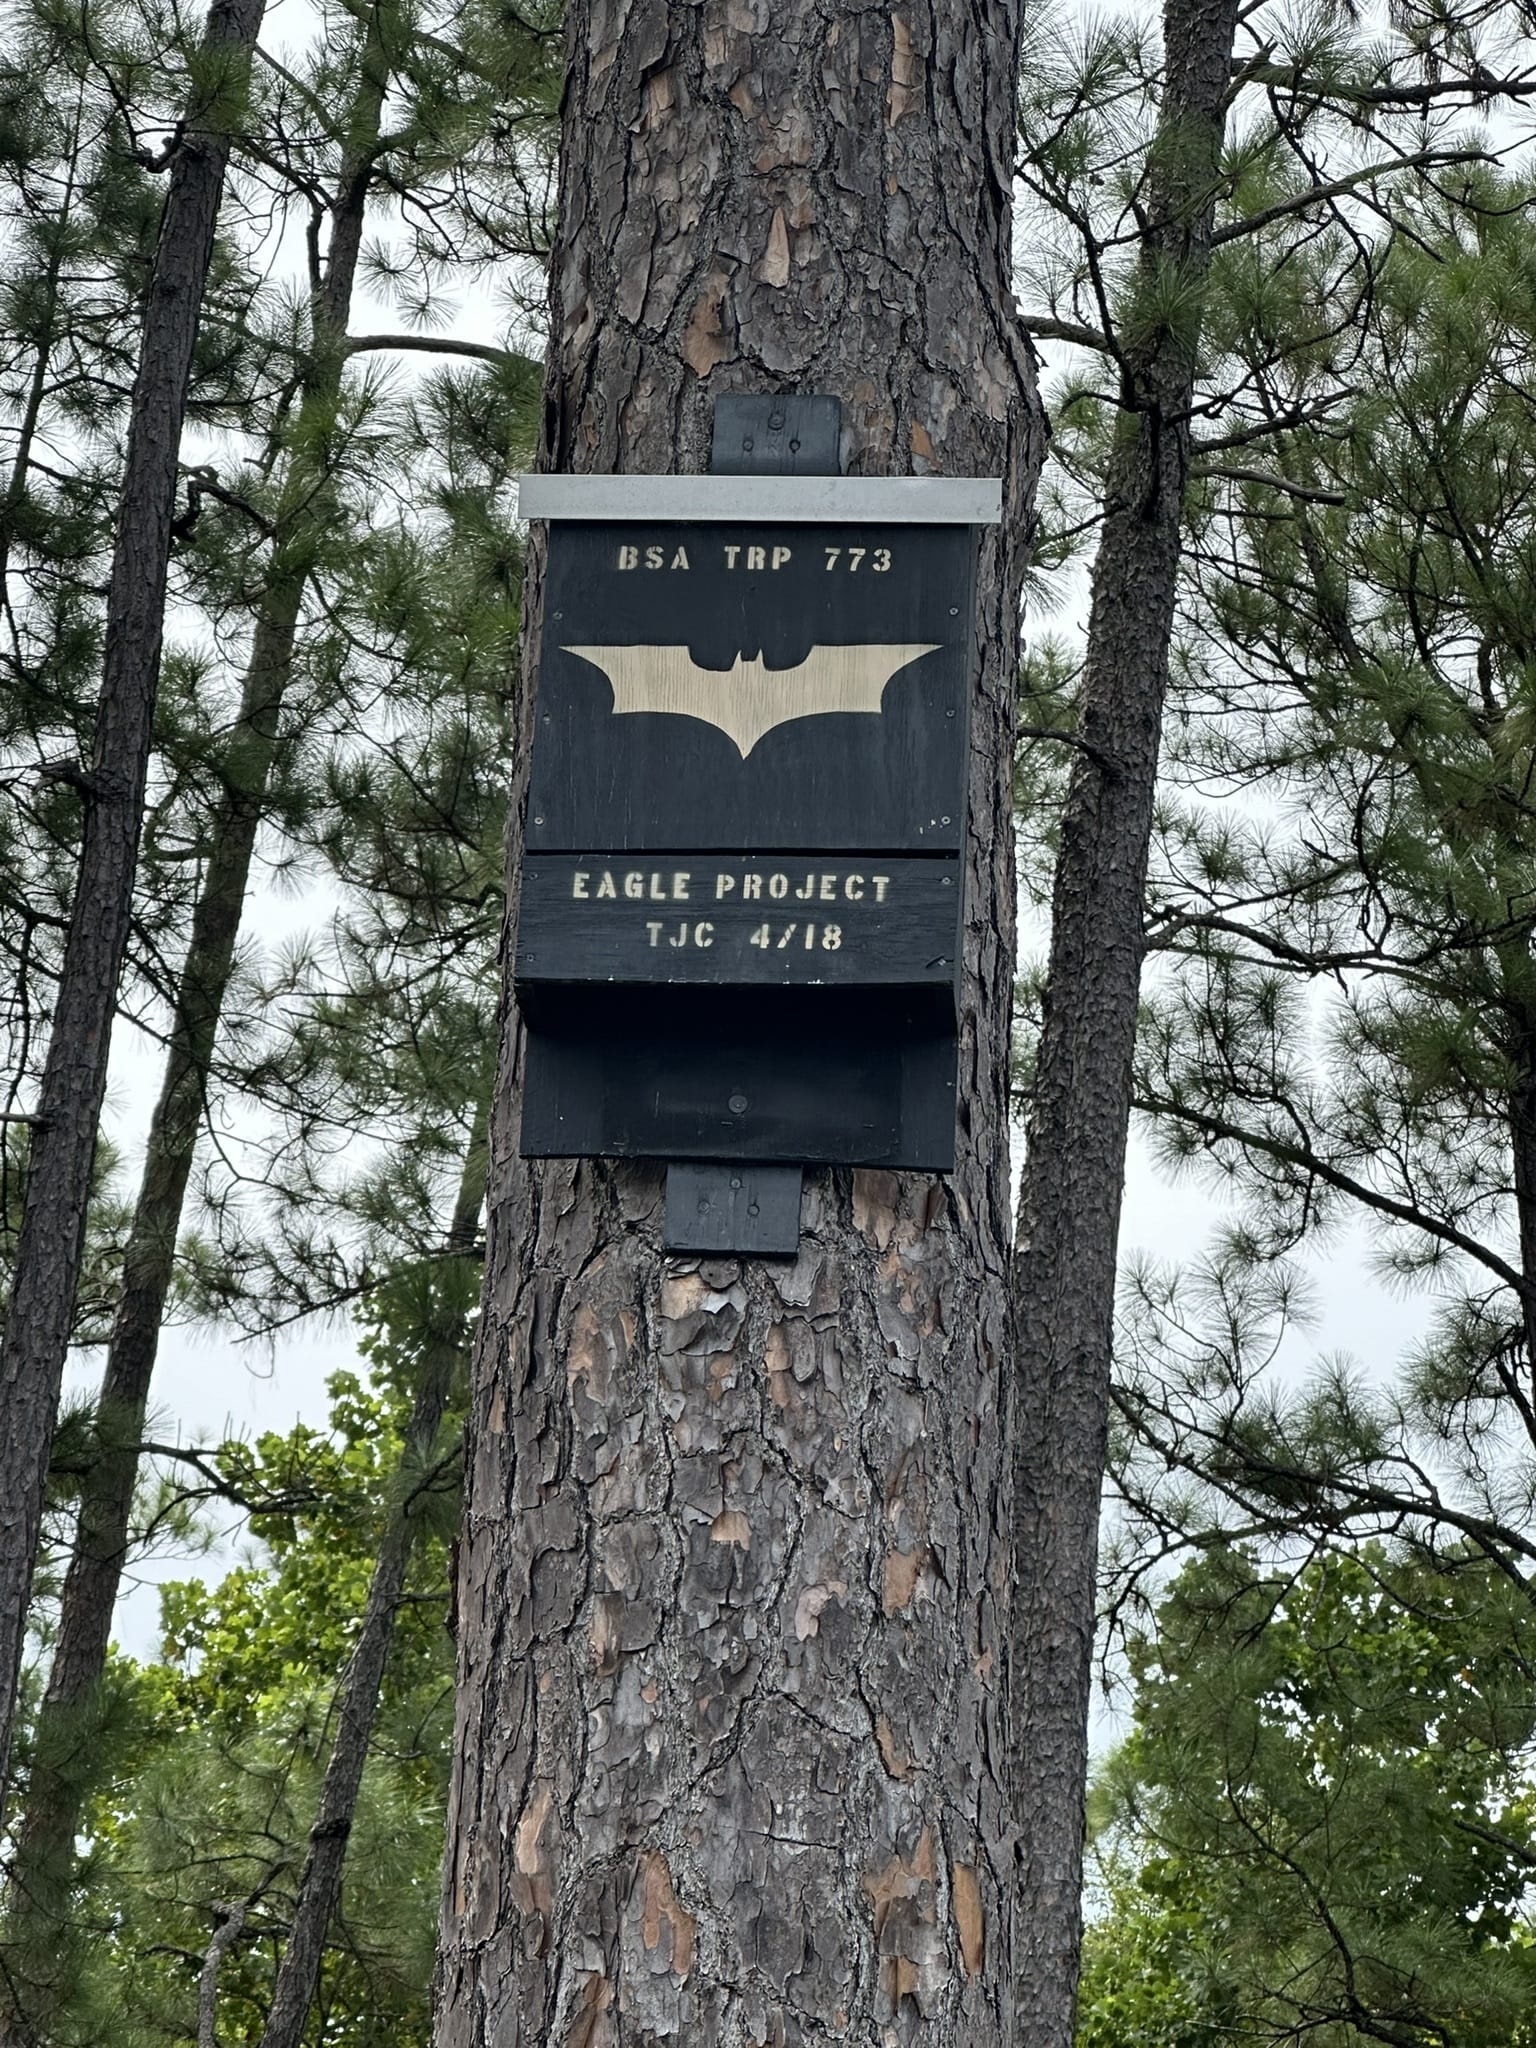 BSA TRP 773
EAGLE PROJECT
TJC 4/18